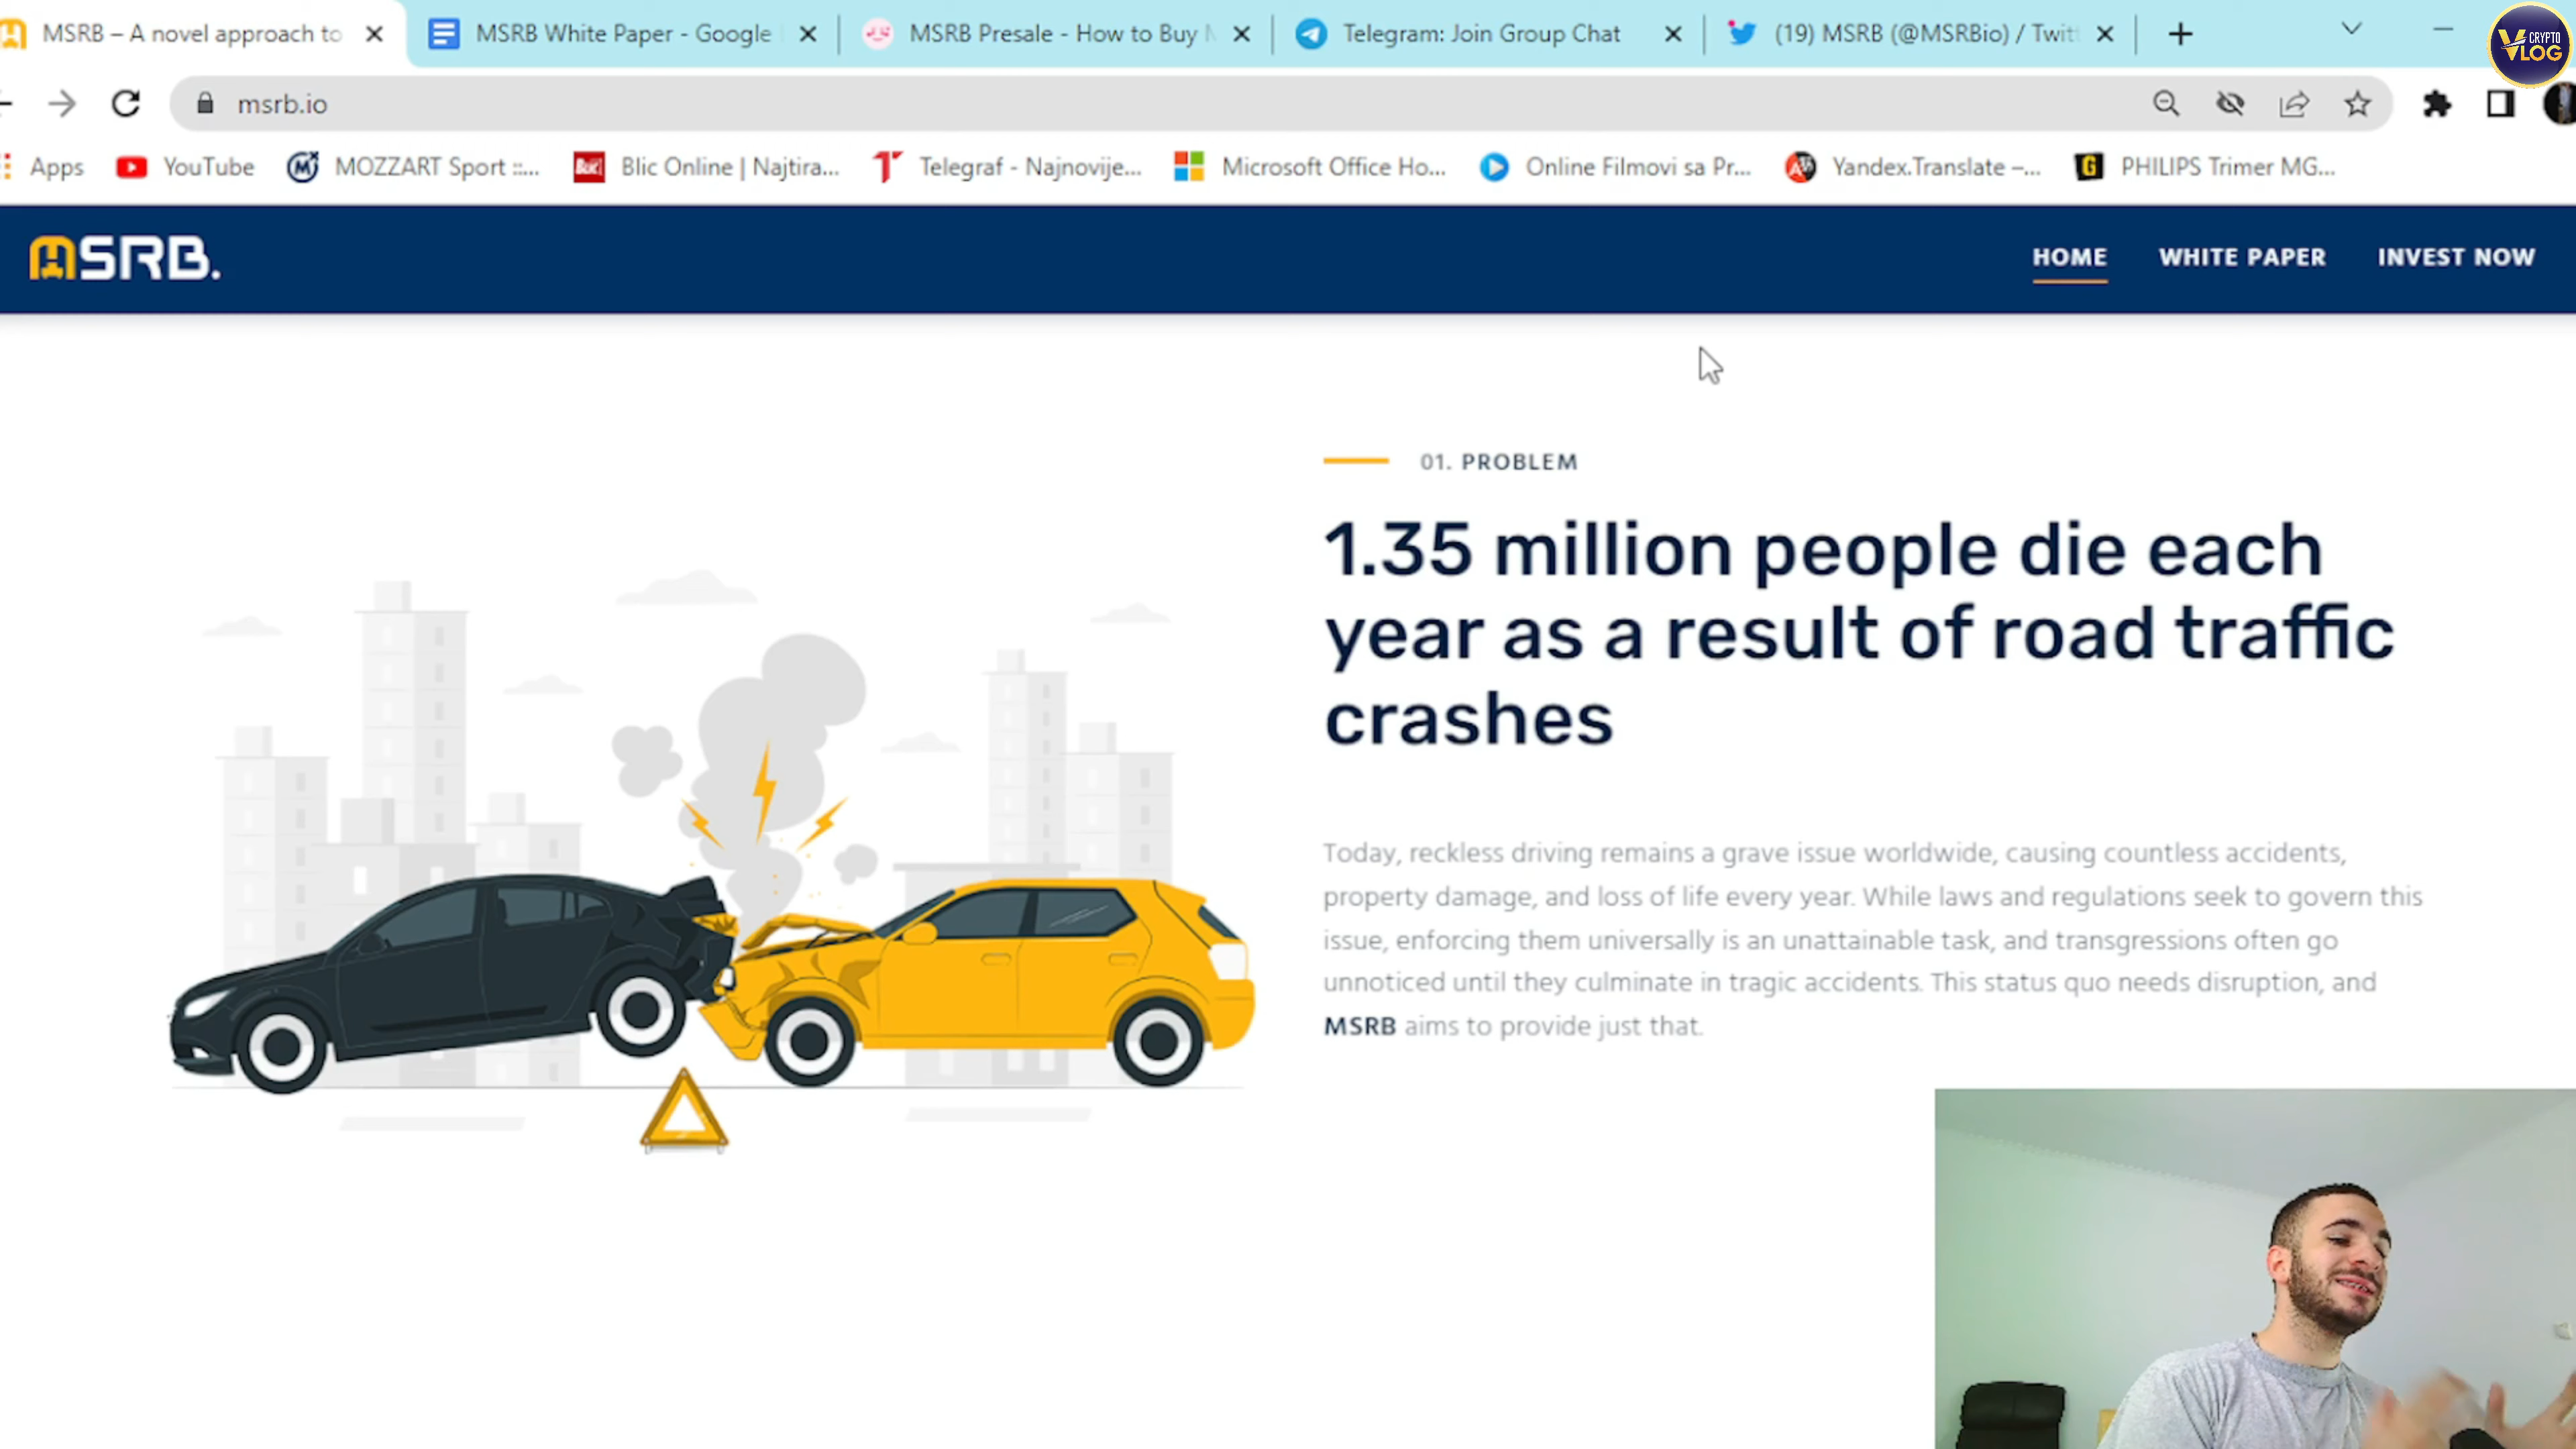 MSRB – A novel approach to
MSRB White Paper - Google
MSRB Presale - How to Buy
Telegram: Join Group Chat
(19) MSRB (@MSRBio) / Twit
CRYPTO
VLOG
msrb.io
Apps
YouTube
MOZZART Sport ::...
Blic Online | Najtira...
Telegraf - Najnovije...
Microsoft Office Ho...
Online Filmovi sa Pr...
Yandex.Translate –...
PHILIPS Trimer MG...
MSRB.
HOME
WHITE PAPER
INVEST NOW
01. PROBLEM
1.35 million people die each
year as a result of road traffic
crashes
Today, reckless driving remains a grave issue worldwide, causing countless accidents,
property damage, and loss of life every year. While laws and regulations seek to govern this
issue, enforcing them universally is an unattainable task, and transgressions often go
unnoticed until they culminate in tragic accidents. This status quo needs disruption, and
MSRB aims to provide just that.